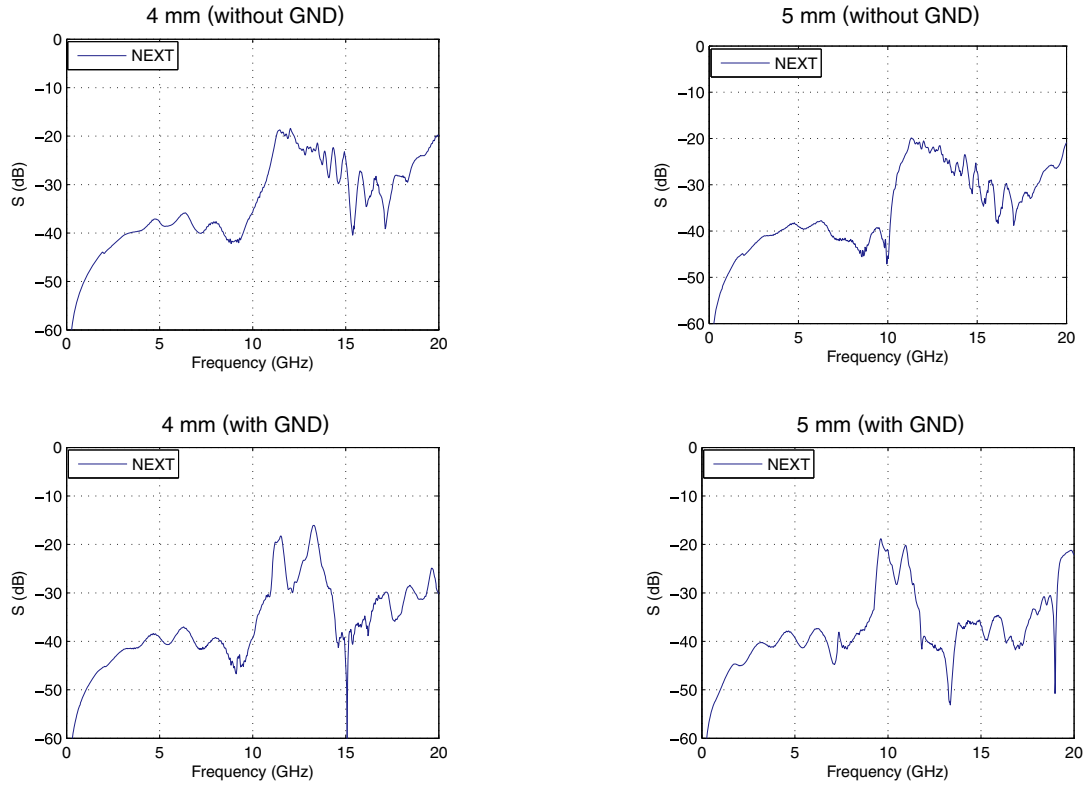 4 mm (without GND)
0
−10
−20
−30
−40
−50
−60
S (dB)
NEXT
0 5 10 15 20
Frequency (GHz)
5 mm (without GND)
0
−10
−20
−30
−40
−50
−60
S (dB)
NEXT
0 5 10 15 20
Frequency (GHz)
4 mm (with GND)
0
−10
−20
−30
−40
−50
−60
S (dB)
NEXT
0 5 10 15 20
Frequency (GHz)
5 mm (with GND)
0
−10
−20
−30
−40
−50
−60
S (dB)
NEXT
0 5 10 15 20
Frequency (GHz)